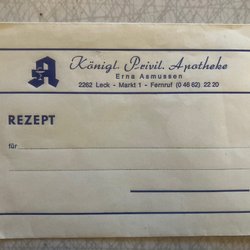 Königl. Privil. Apotheke
Erna Asmussen
2262 Leck - Markt 1 - Fernruf (0 46 62) 22 20
REZEPT
für